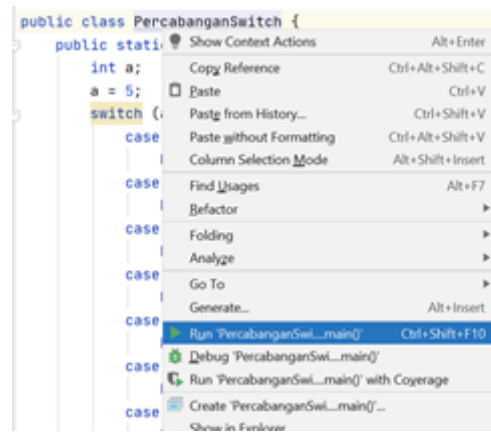 public class PercabanganSwitch {
public stati
int a;
a = 5;
switch (
case
case
case
case
case
case
case
Show Context Actions Alt+Enter
Copy Reference Ctrl+Alt+Shift+C
Paste Ctrl+V
Paste from History... Ctrl+Shift+V
Paste without Formatting Ctrl+Alt+Shift+V
Column Selection Mode Alt+Shift+Insert
Find Usages Alt+F7
Refactor
Folding
Analyze
Go To
Generate... Alt+Insert
Run 'PercabanganSwi....main()' Ctrl+Shift+F10
Debug 'PercabanganSwi....main()'
Run 'PercabanganSwi....main()' with Coverage
Create 'PercabanganSwi....main()'...
Show in Explorer